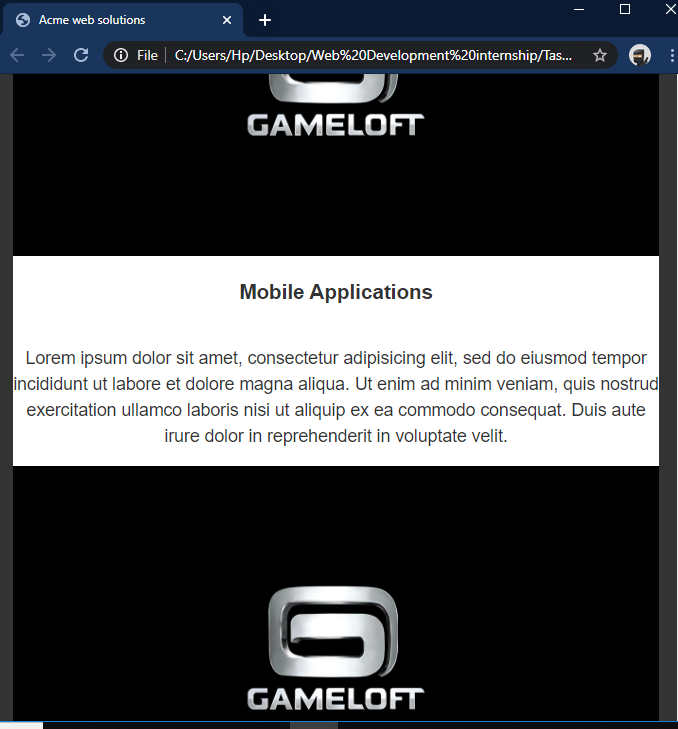 Acme web solutions
File
C:/Users/Hp/Desktop/Web%20Development%20internship/Tas...
GAMELOFT
Mobile Applications
Lorem ipsum dolor sit amet, consectetur adipisicing elit, sed do eiusmod tempor
incididunt ut labore et dolore magna aliqua. Ut enim ad minim veniam, quis nostrud
exercitation ullamco laboris nisi ut aliquip ex ea commodo consequat. Duis aute
irure dolor in reprehenderit in voluptate velit.
GAMELOFT